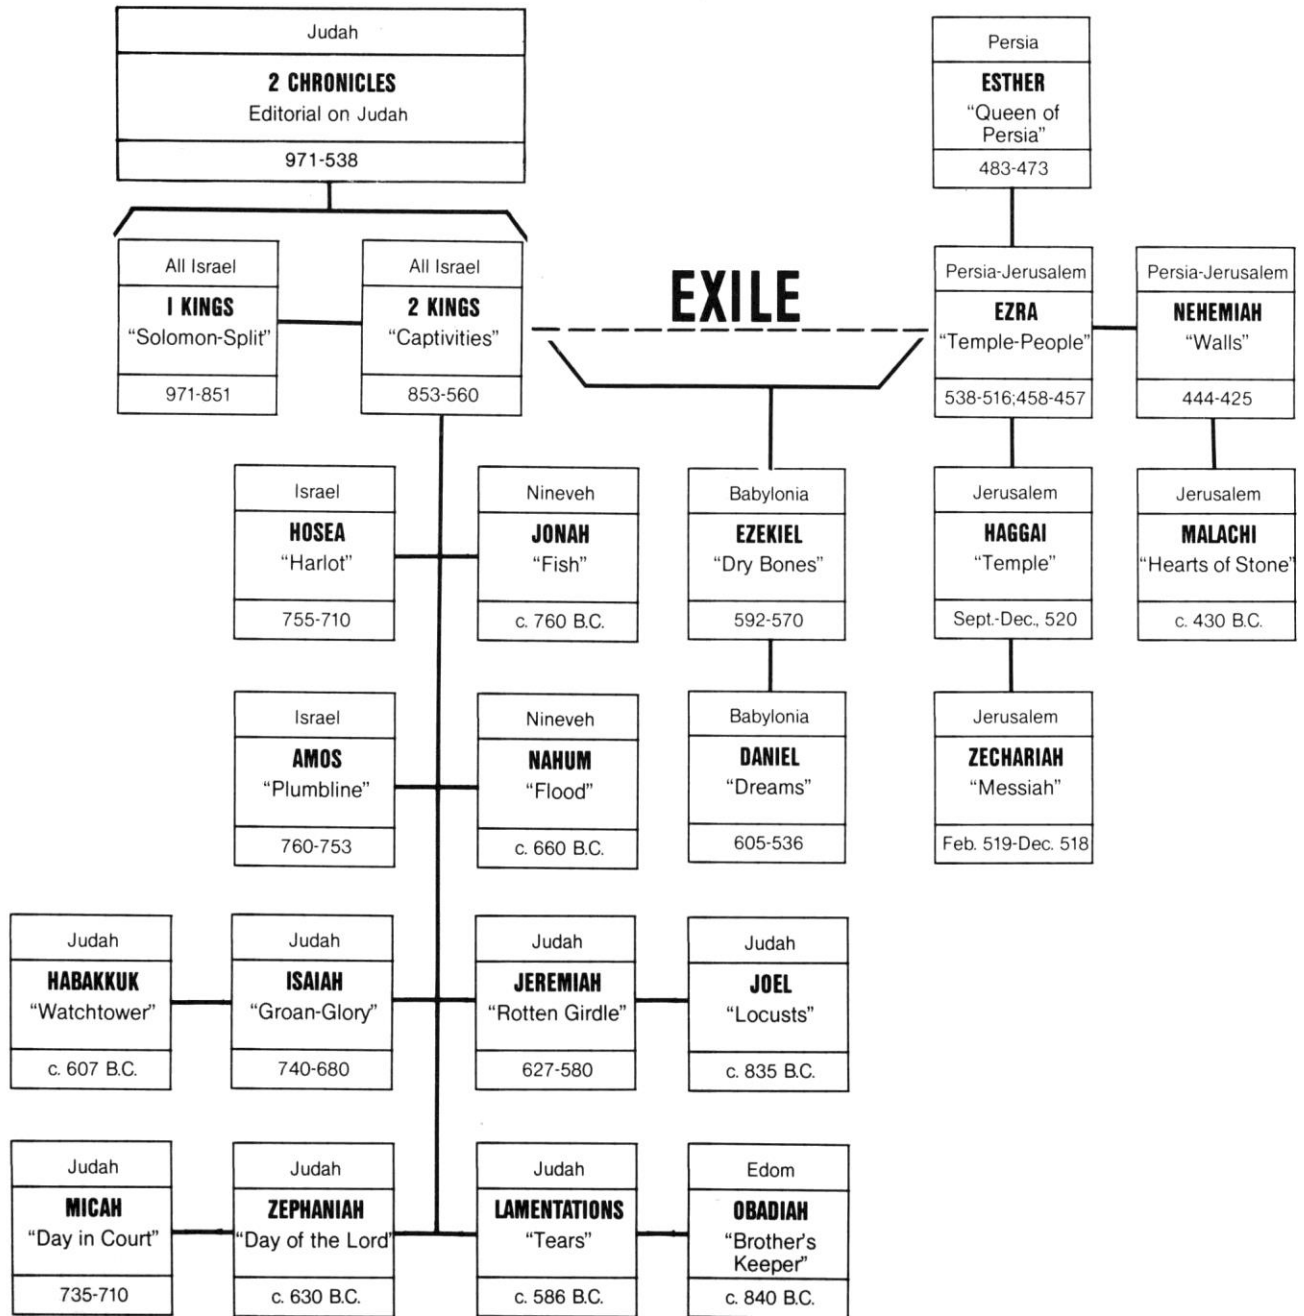 Judah
2 CHRONICLES
Editorial on Judah
971-538
Persia
ESTHER
“Queen of
Persia”
483-473
All Israel
I KINGS
“Solomon-Split”
971-851
All Israel
2 KINGS
“Captivities”
853-560
EXILE
Persia-Jerusalem
EZRA
“Temple-People”
538-516;458-457
Persia-Jerusalem
NEHEMIAH
“Walls”
444-425
Israel
HOSEA
“Harlot”
755-710
Nineveh
JONAH
“Fish”
c. 760 B.C.
Babylonia
EZEKIEL
“Dry Bones”
592-570
Jerusalem
HAGGAI
“Temple”
Sept.-Dec., 520
Jerusalem
MALACHI
“Hearts of Stone”
c. 430 B.C.
Israel
AMOS
“Plumbline”
760-753
Nineveh
NAHUM
“Flood”
c. 660 B.C.
Babylonia
DANIEL
“Dreams”
605-536
Jerusalem
ZECHARIAH
“Messiah”
Feb. 519-Dec. 518
Judah
HABAKKUK
“Watchtower”
c. 607 B.C.
Judah
ISAIAH
“Groan-Glory”
740-680
Judah
JEREMIAH
“Rotten Girdle”
627-580
Judah
JOEL
“Locusts”
c. 835 B.C.
Judah
MICAH
“Day in Court”
735-710
Judah
ZEPHANIAH
“Day of the Lord”
c. 630 B.C.
Judah
LAMENTATIONS
“Tears”
c. 586 B.C.
Edom
OBADIAH
“Brother's
Keeper”
c. 840 B.C.